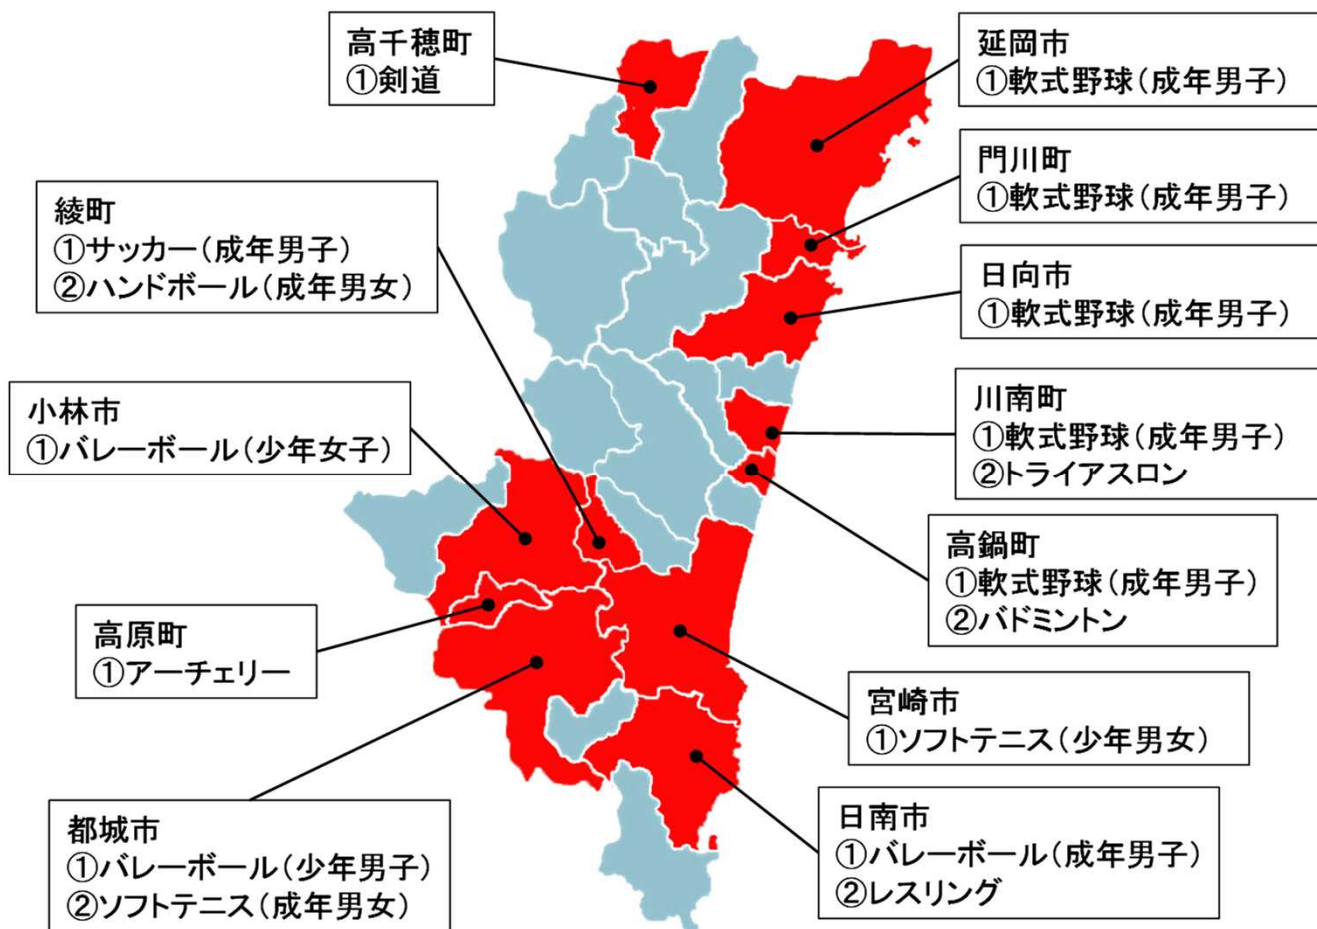 高千穂町
①剣道
延岡市
①軟式野球(成年男子)
門川町
①軟式野球(成年男子)
綾町
①サッカー(成年男子)
②ハンドボール(成年男女)
日向市
①軟式野球(成年男子)
小林市
①バレーボール(少年女子)
川南町
①軟式野球(成年男子)
②トライアスロン
高鍋町
①軟式野球(成年男子)
②バドミントン
高原町
①アーチェリー
宮崎市
①ソフトテニス(少年男女)
都城市
①バレーボール(少年男子)
②ソフトテニス(成年男女)
日南市
①バレーボール(成年男子)
②レスリング